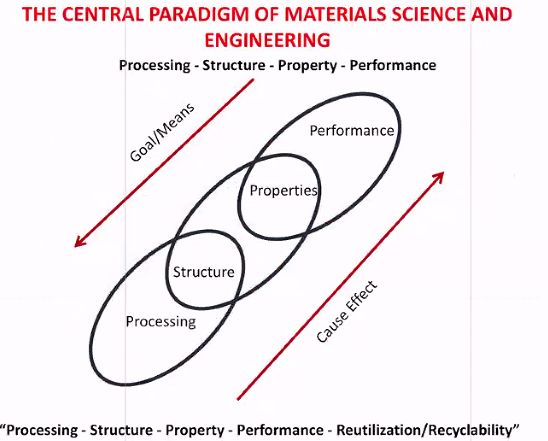 THE CENTRAL PARADIGM OF MATERIALS SCIENCE AND
ENGINEERING
Processing - Structure - Property - Performance
Goal/Means
Performance
Properties
Structure
Processing
Cause Effect
“Processing - Structure - Property - Performance - Reutilization/Recyclability”